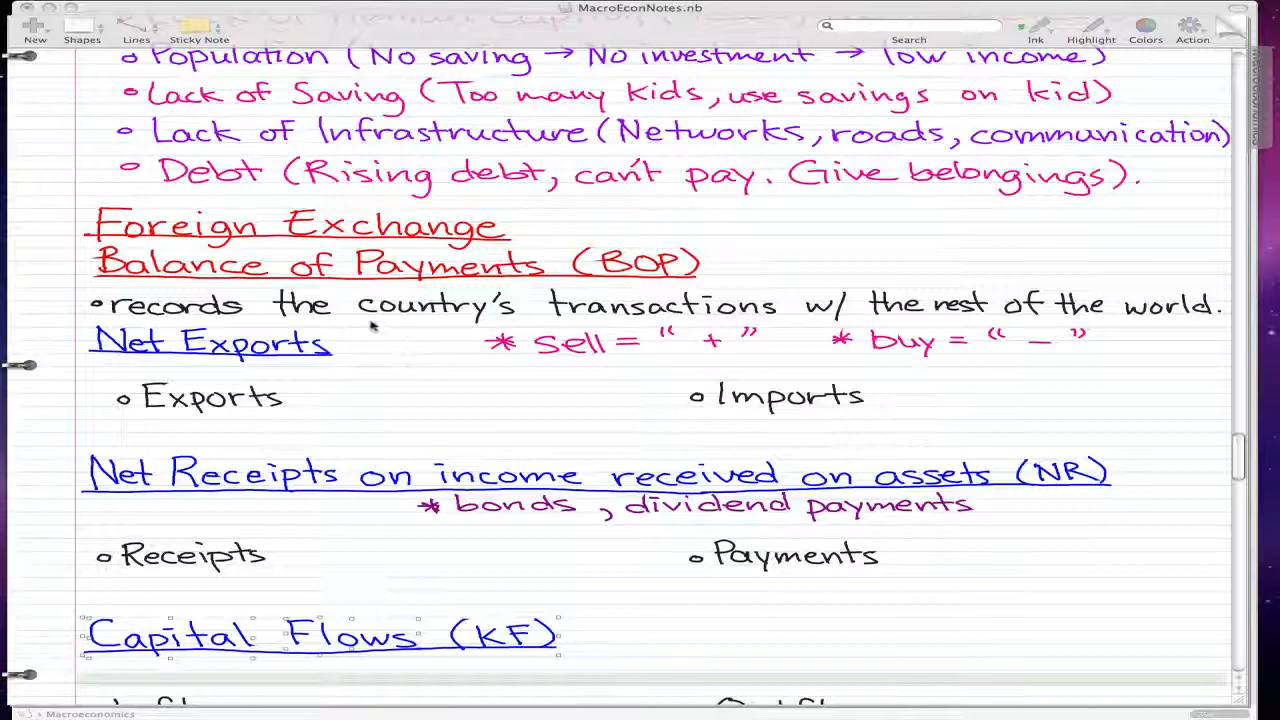 MacroEconNotes.nb
New Shapes Lines Sticky Note Search Ink Highlight Colors Action
• Population (No saving → No investment → low income)
• Lack of Saving (Too many kids, use savings on kid)
• Lack of Infrastructure (Networks, roads, communication)
• Debt (Rising debt, can't pay. Give belongings).
Foreign Exchange
Balance of Payments (BOP)
• records the country's transactions w/ the rest of the world.
Net Exports * sell = "+" * buy = "-"
• Exports • Imports
Net Receipts on income received on assets (NR)
* bonds, dividend payments
• Receipts • Payments
Capital Flows (KF)
Macroeconomics